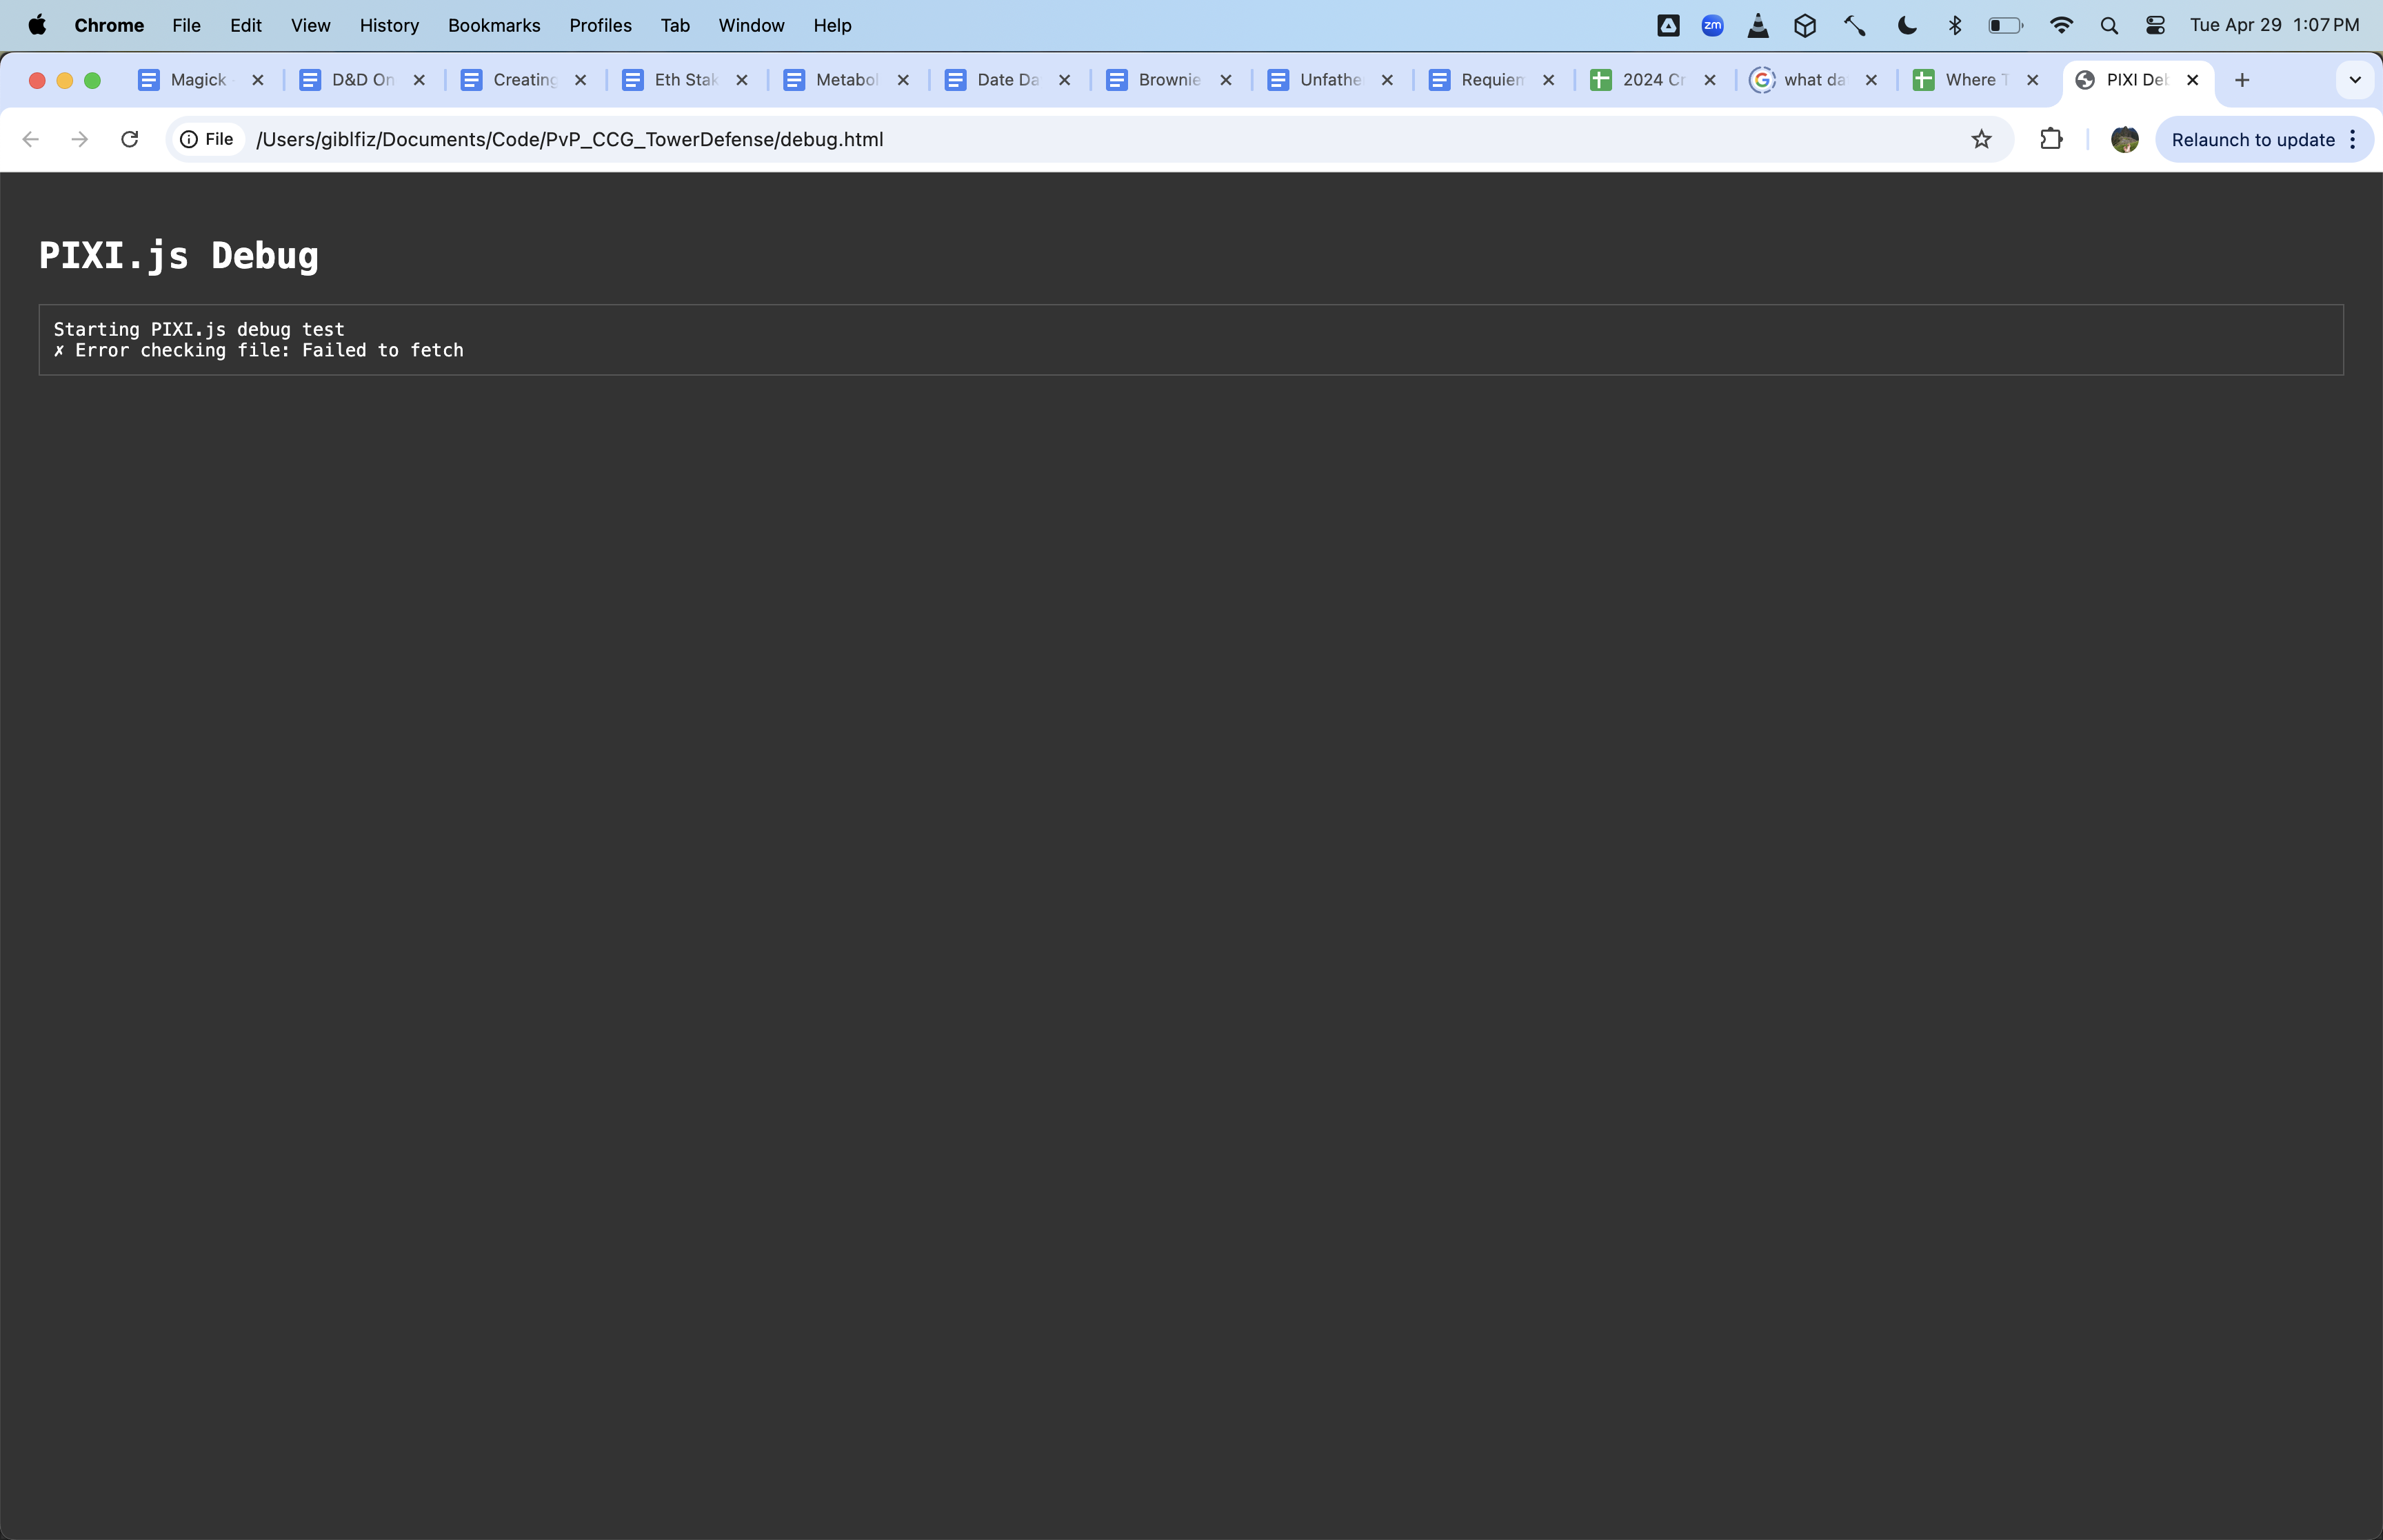 Chrome File Edit View History Bookmarks Profiles Tab Window Help zm Tue Apr 29 1:07 PM
Magick D&D On Creating Eth Stak Metabol Date Da Brownie Unfathe Requiem 2024 Cr G what da Where T PIXI Deb
File /Users/giblfiz/Documents/Code/PvP_CCG_TowerDefense/debug.html Relaunch to update
PIXI.js Debug
Starting PIXI.js debug test
✗ Error checking file: Failed to fetch